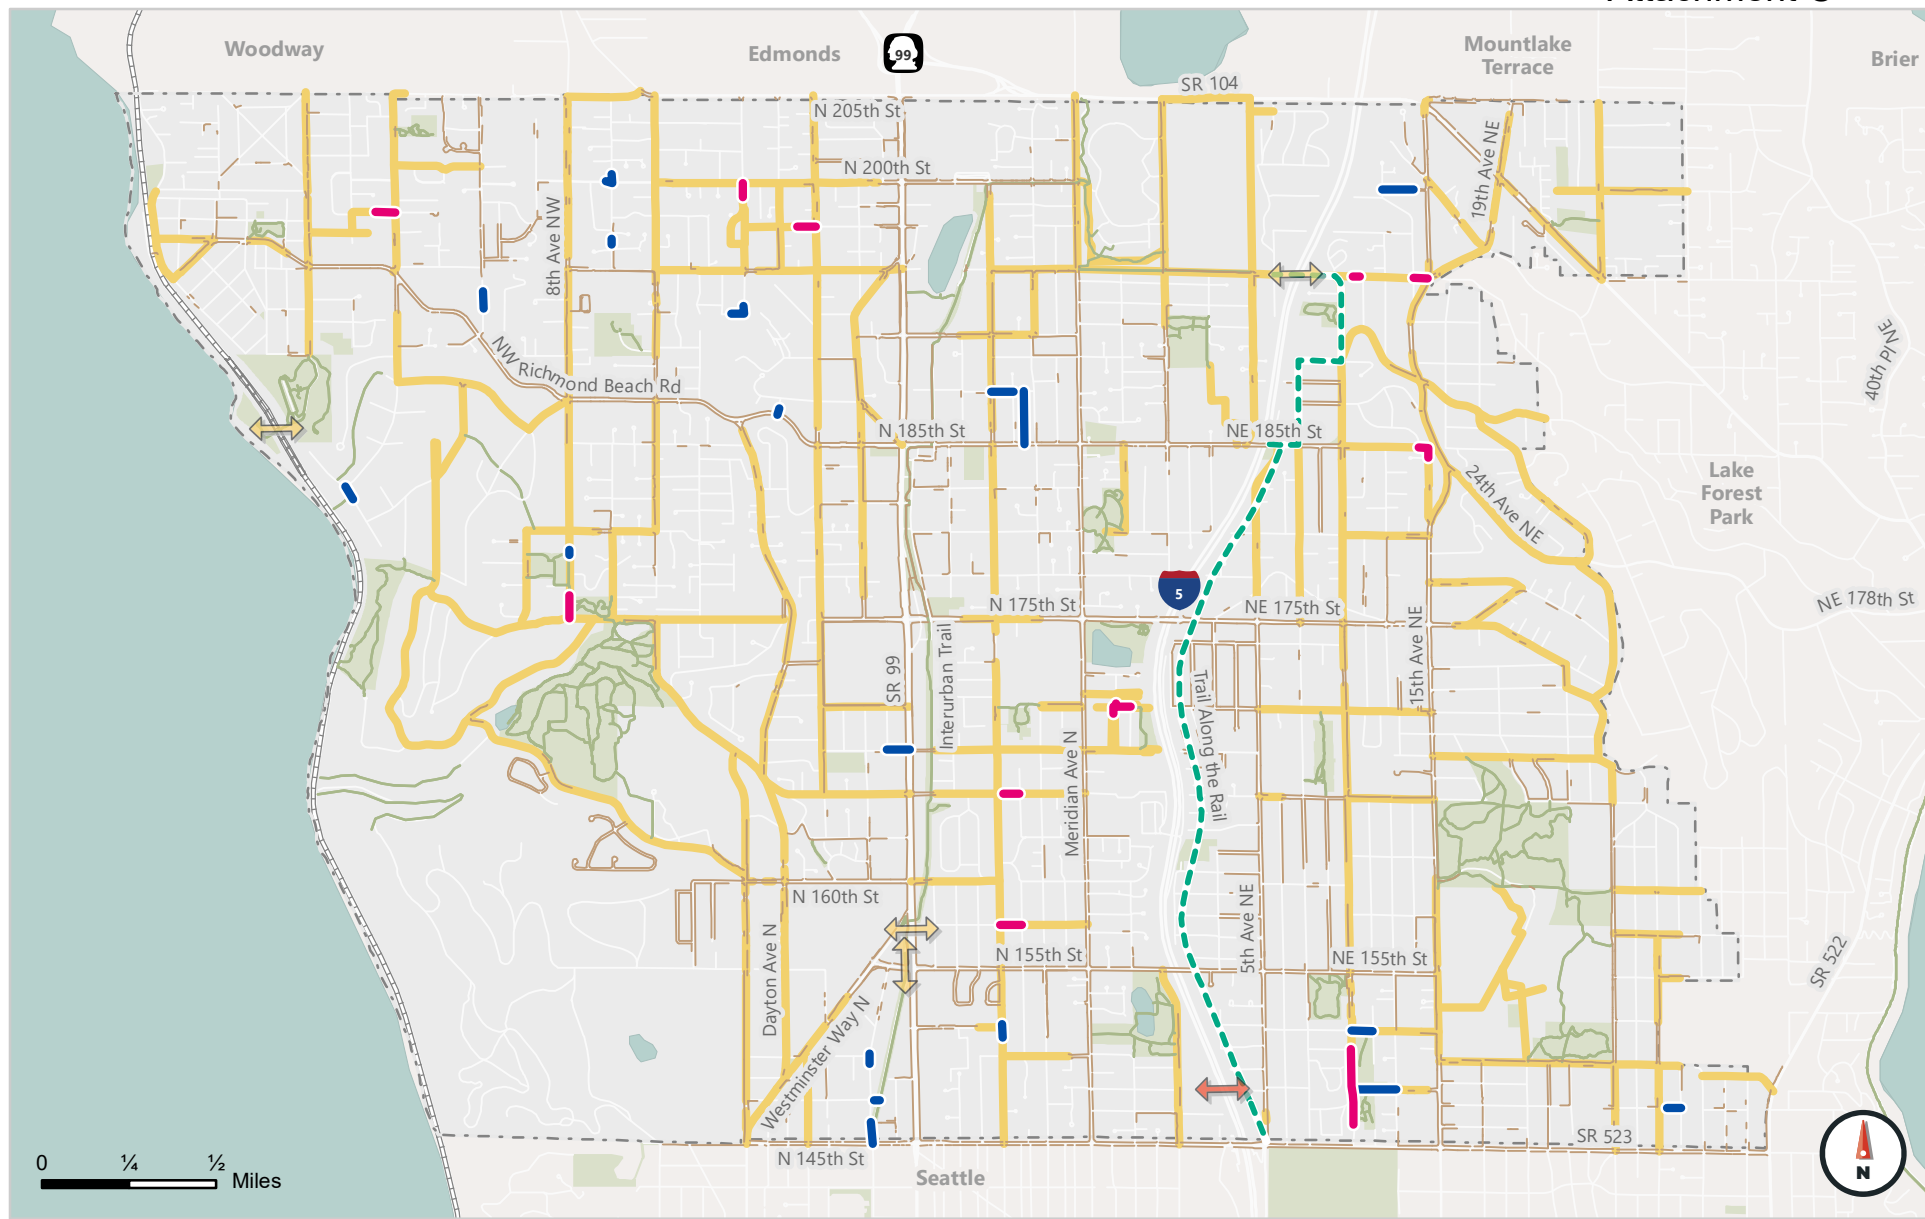 Woodway
Edmonds
99
Mountlake
Terrace
Brier
SR 104
N 205th St
N 200th St
19th Ave NE
8th Ave NW
NW Richmond Beach Rd
40th Pl NE
N 185th St
NE 185th St
24th Ave NE
Lake
Forest
Park
5
N 175th St
NE 175th St
NE 178th St
15th Ave NE
SR 99
Interurban Trail
Trail Along the Rail
Meridian Ave N
N 160th St
5th Ave NE
Dayton Ave N
N 155th St
NE 155th St
SR 522
Westminster Way N
N 145th St
SR 523
Seattle
0 ¼ ½ Miles
N